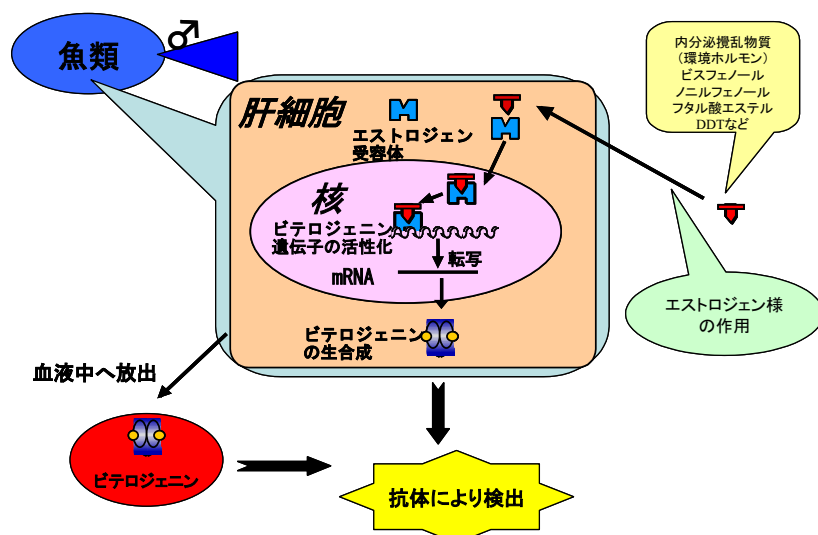 ♂
魚類
内分泌攪乱物質
（環境ホルモン）
ビスフェノール
ノニルフェノール
フタル酸エステル
DDTなど
肝細胞
エストロジェン
受容体
核
ビテロジェニン
遺伝子の活性化
転写
mRNA
エストロジェン様
の作用
ビテロジェニン
の生合成
血液中へ放出
ビテロジェニン
抗体により検出